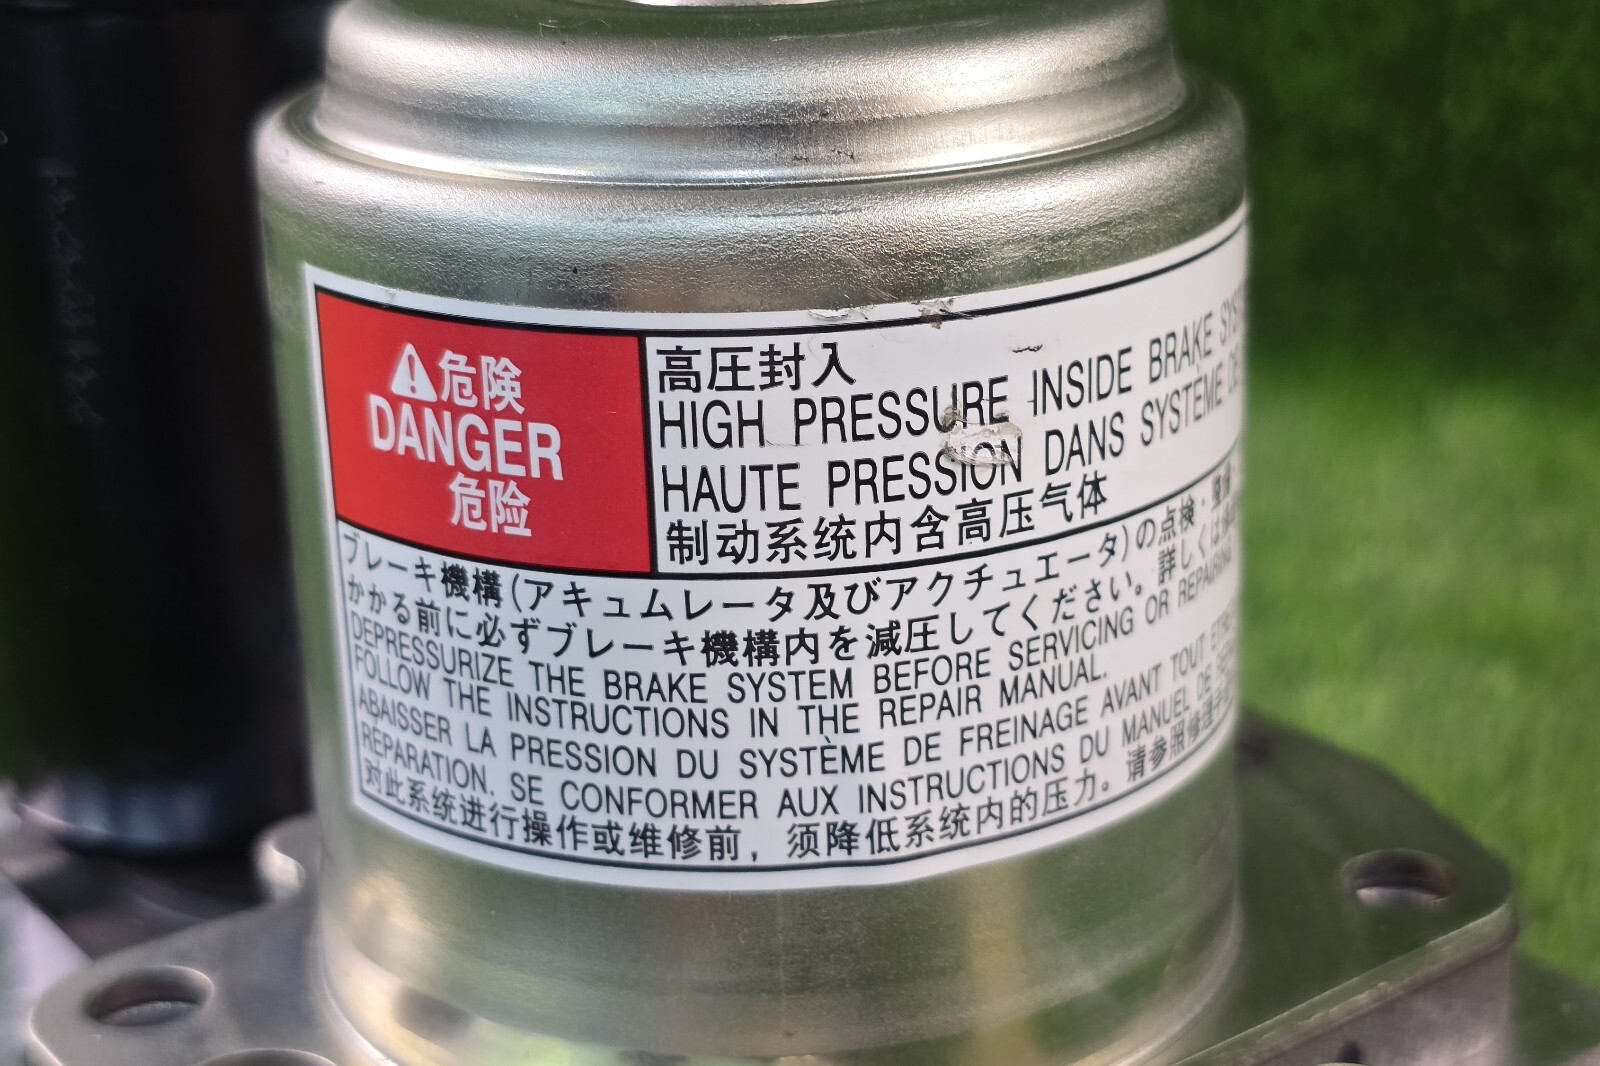 危険
DANGER
危险
高圧封入
HIGH PRESSURE INSIDE BRAKE
HAUTE PRESSION DANS SYSTÈME DE
制动系统内含高压气体
ブレーキ機構(アキュムレータ及びアクチュエータ)の点検・整備
かかる前に必ずブレーキ機構内を減圧してください。詳しくは
DEPRESSURIZE THE BRAKE SYSTEM BEFORE SERVICING OR REPAIRING
FOLLOW THE INSTRUCTIONS IN THE REPAIR MANUAL.
ABAISSER LA PRESSION DU SYSTÈME DE FREINAGE AVANT TOUT
RÉPARATION. SE CONFORMER AUX INSTRUCTIONS DU MANUEL DE
对此系统进行操作或维修前，须降低系统内的压力。请参照修理